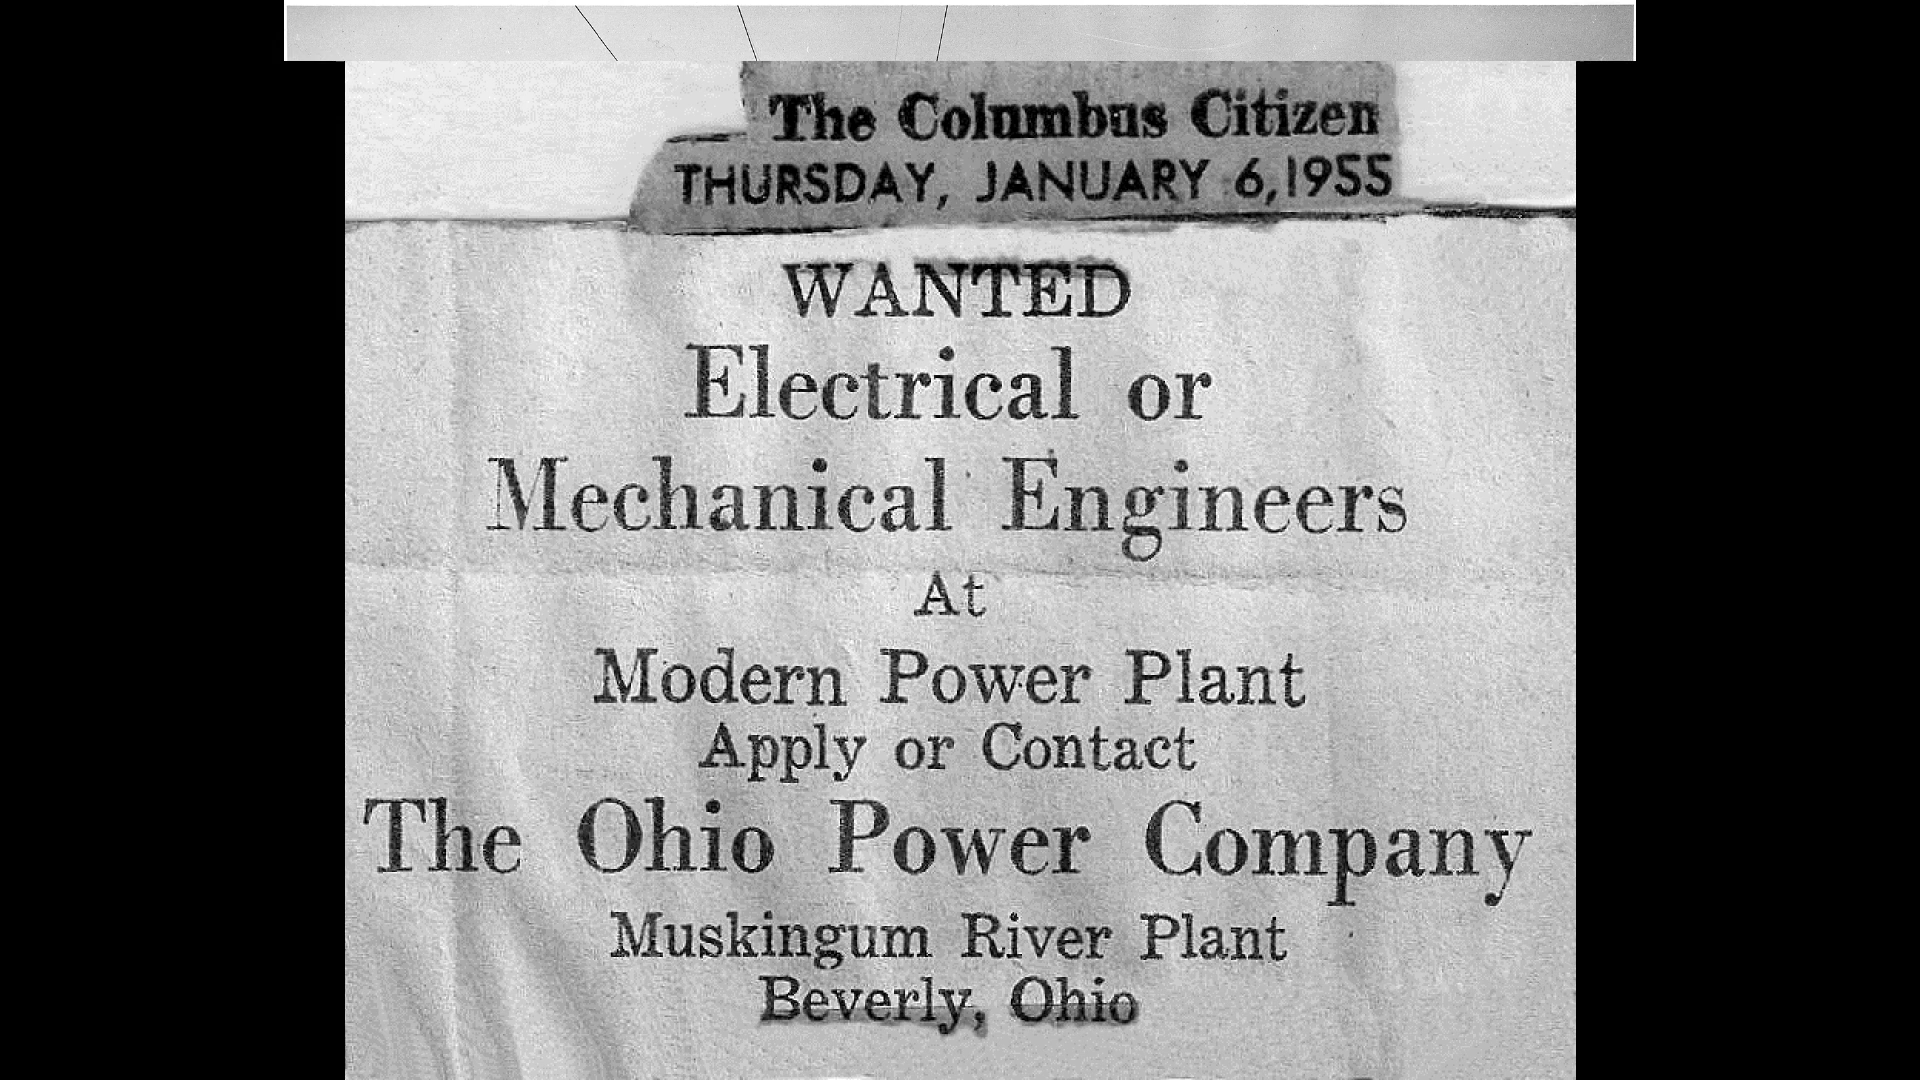 The Columbus Citizen
THURSDAY, JANUARY 6, 1955
WANTED
Electrical or
Mechanical Engineers
At
Modern Power Plant
Apply or Contact
The Ohio Power Company
Muskingum River Plant
Beverly, Ohio